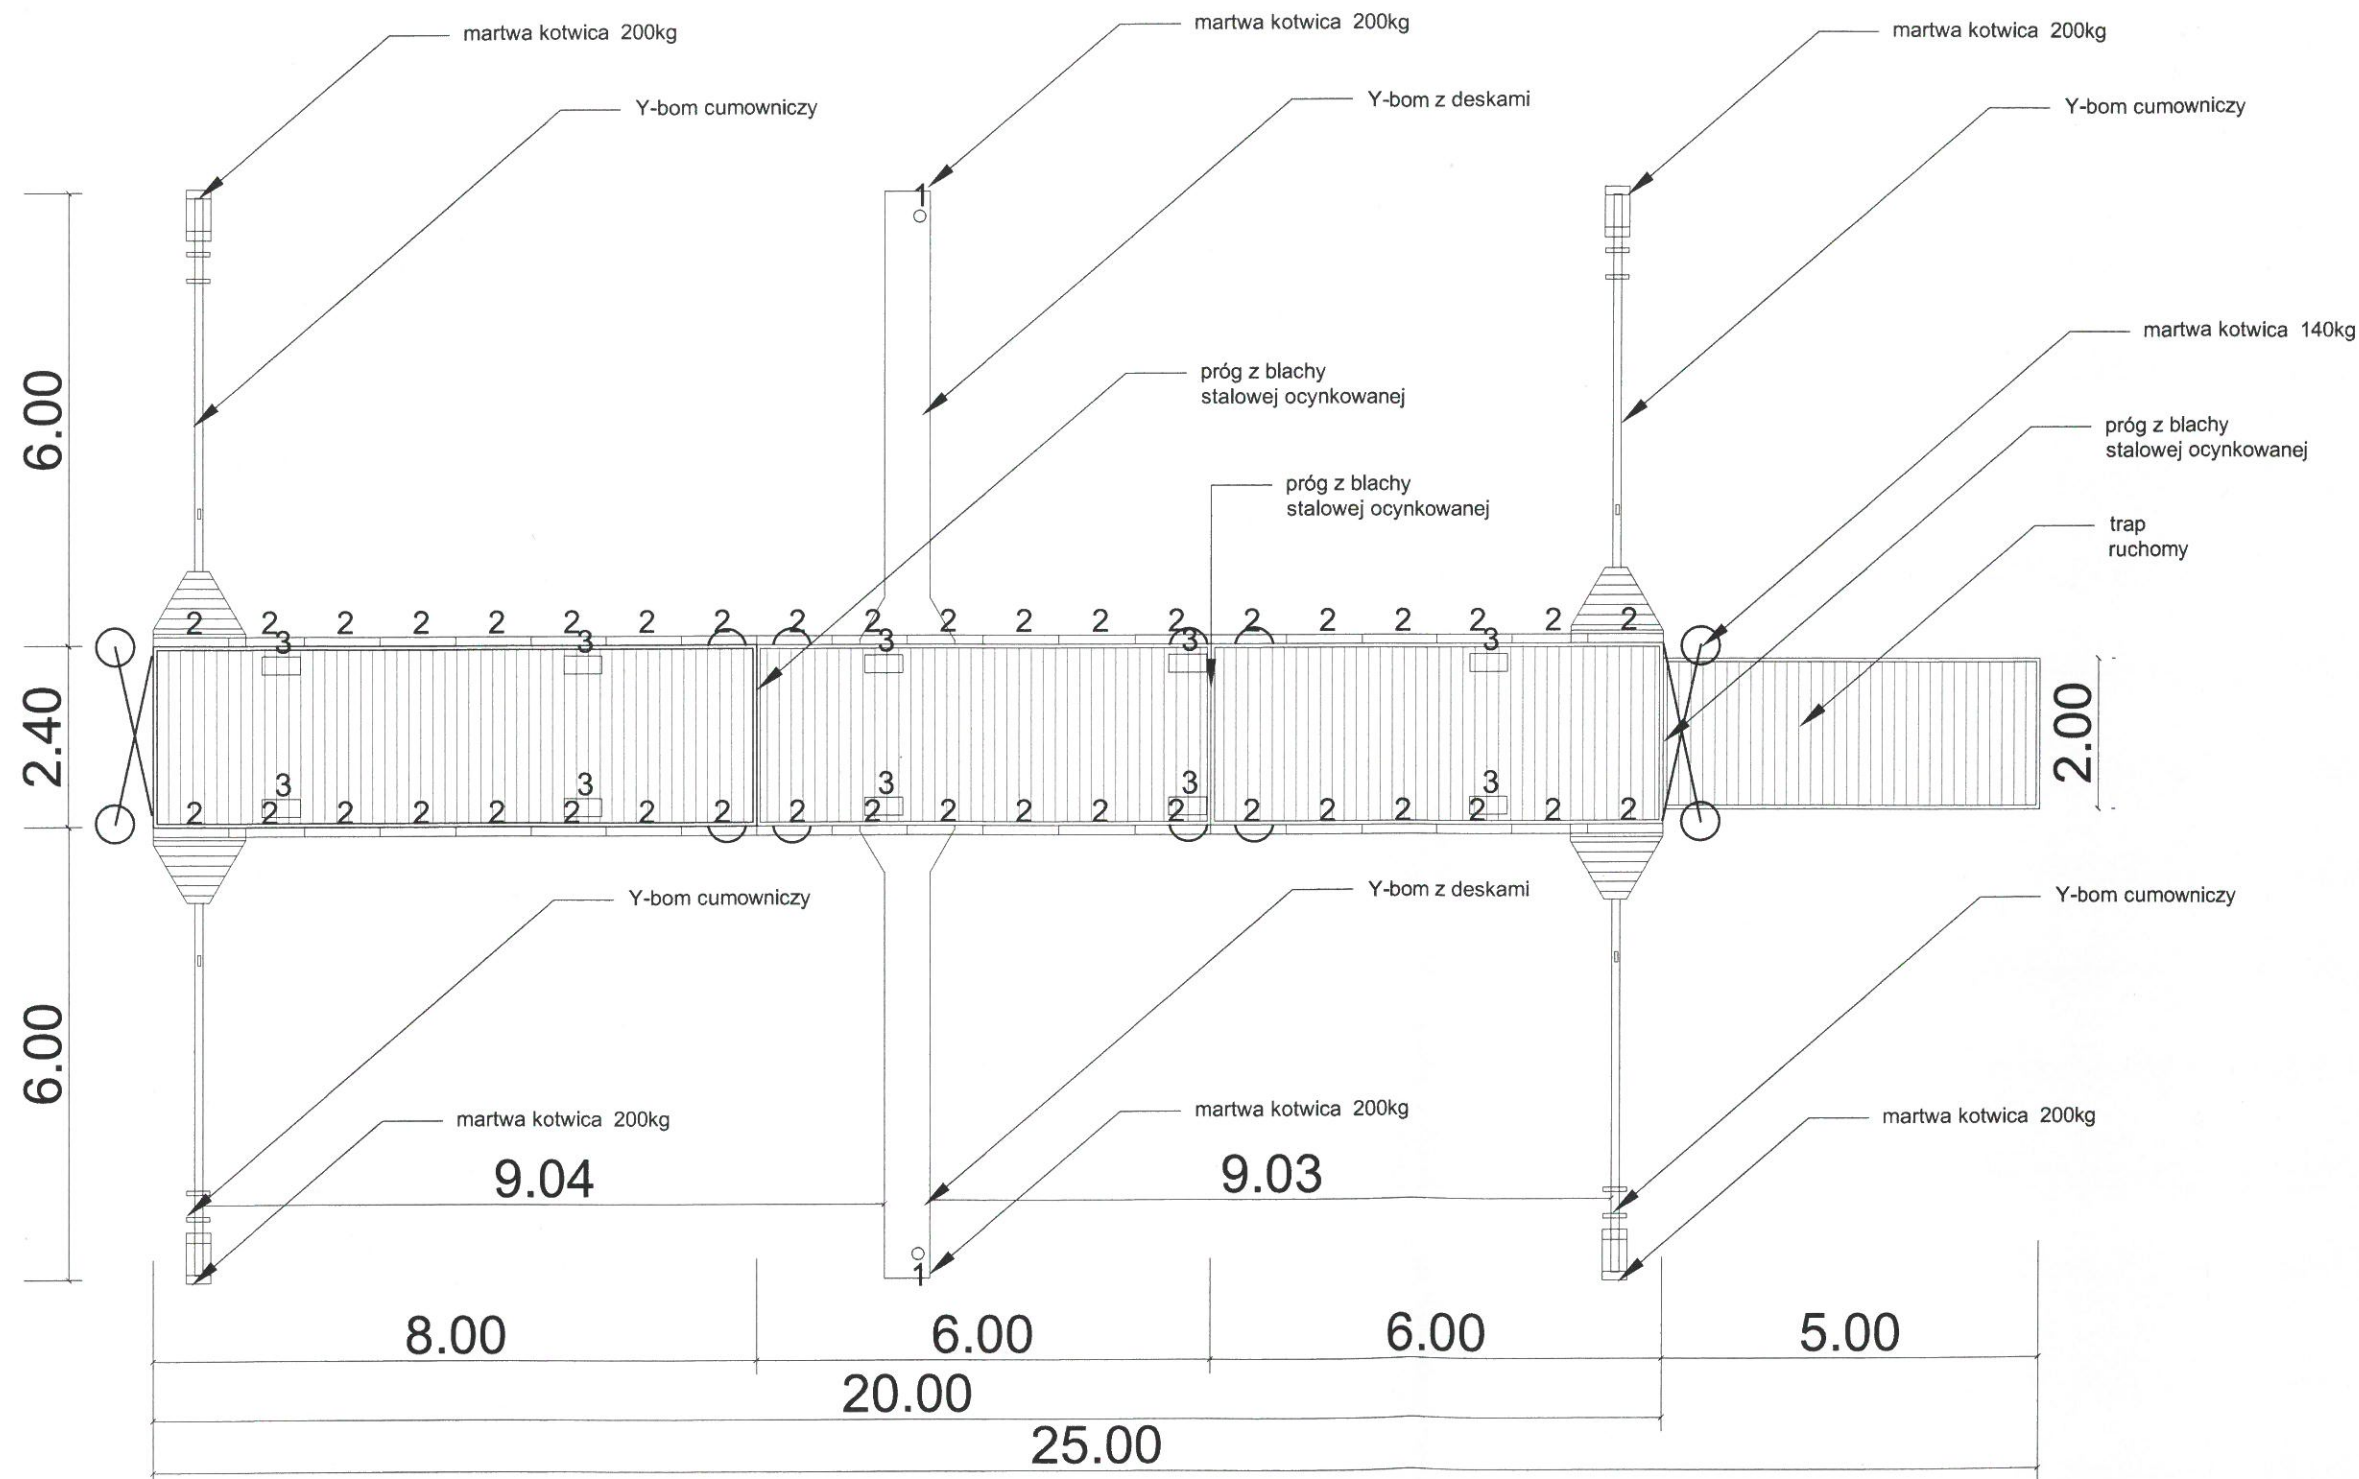 martwa kotwica 200kg
martwa kotwica 200kg
martwa kotwica 200kg
Y-bom cumowniczy
Y-bom z deskami
Y-bom cumowniczy
1
martwa kotwica 140kg
próg z blachy
stalowej ocynkowanej
próg z blachy
stalowej ocynkowanej
próg z blachy
stalowej ocynkowanej
trap
ruchomy
6.00
2 2 2 2 2 2 2 2 2 2 2 2 2 2 2 2 2 2 2 2
3 3 3 3 3
2.40
2.00
3 3 3 3 3
2 2 2 2 2 2 2 2 2 2 2 2 2 2 2 2 2 2 2 2
Y-bom cumowniczy
Y-bom z deskami
Y-bom cumowniczy
6.00
martwa kotwica 200kg
martwa kotwica 200kg
martwa kotwica 200kg
9.04
9.03
1
8.00
6.00
6.00
5.00
20.00
25.00